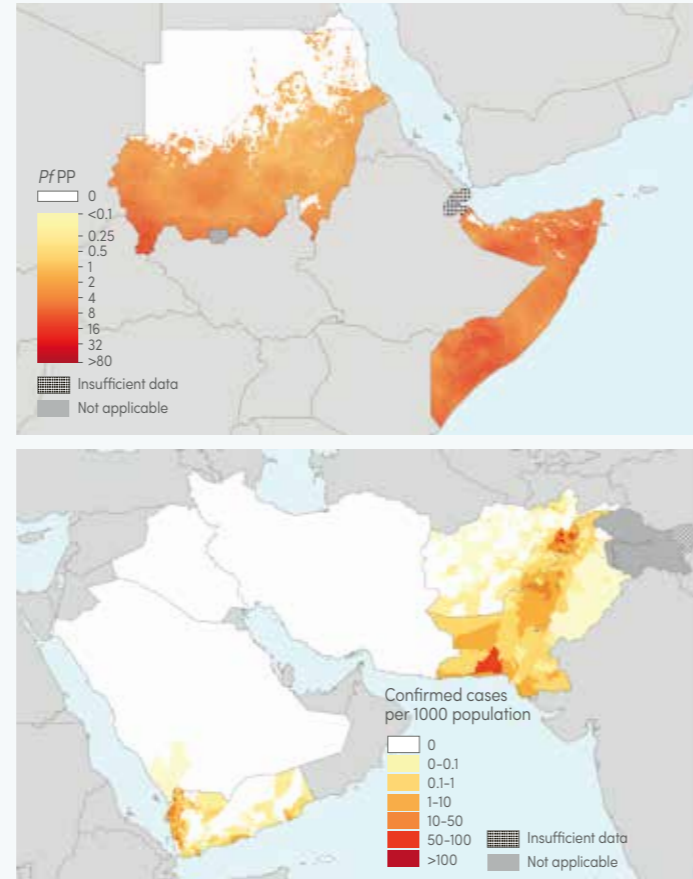 Pf PP
0
<0.1
0.25
0.5
1
2
4
8
16
32
>80
Insufficient data
Not applicable
Confirmed cases
per 1000 population
0
0–0.1
0.1–1
1–10
10–50
50–100
>100
Insufficient data
Not applicable